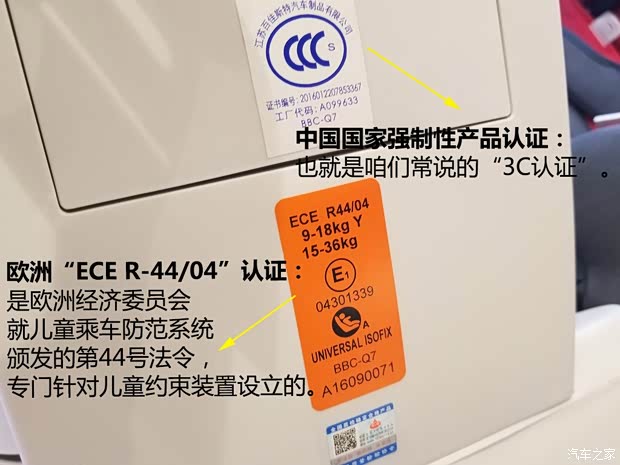 江苏百佳斯特汽车制品有限公司
CCC S
证书编号: 2016012207853367
工厂代码: A099633
BBC-Q7
中国国家强制性产品认证：
也就是咱们常说的“3C认证”。
ECE R44/04
9-18kg Y
15-36kg
E1
04301339
A
UNIVERSAL ISOFIX
BBC-Q7
A16090071
欧洲“ECE R-44/04”认证：
是欧洲经济委员会
就儿童乘车防范系统
颁发的第44号法令，
专门针对儿童约束装置设立的。
汽车之家